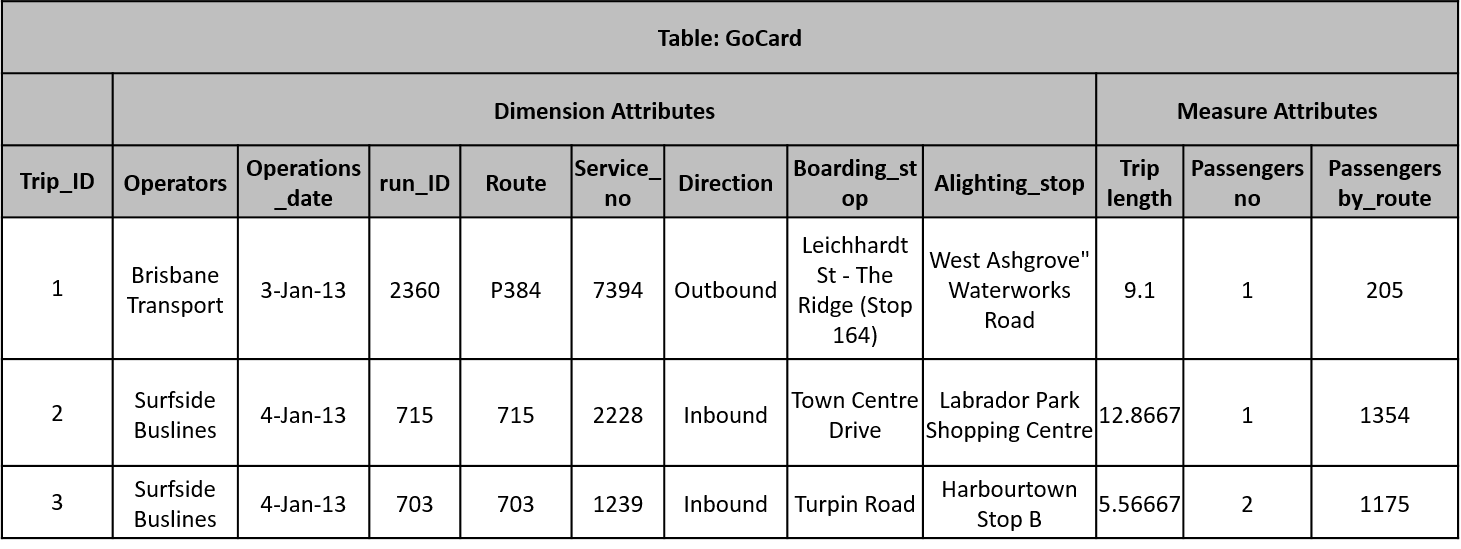 Table: GoCard
Dimension Attributes Measure Attributes
Trip_ID Operators Operations_date run_ID Route Service_no Direction Boarding_stop Alighting_stop Trip length Passengers no Passengers by_route
1 Brisbane Transport 3-Jan-13 2360 P384 7394 Outbound Leichhardt St - The Ridge (Stop 164) West Ashgrove" Waterworks Road 9.1 1 205
2 Surfside Buslines 4-Jan-13 715 715 2228 Inbound Town Centre Drive Labrador Park Shopping Centre 12.8667 1 1354
3 Surfside Buslines 4-Jan-13 703 703 1239 Inbound Turpin Road Harbourtown Stop B 5.56667 2 1175